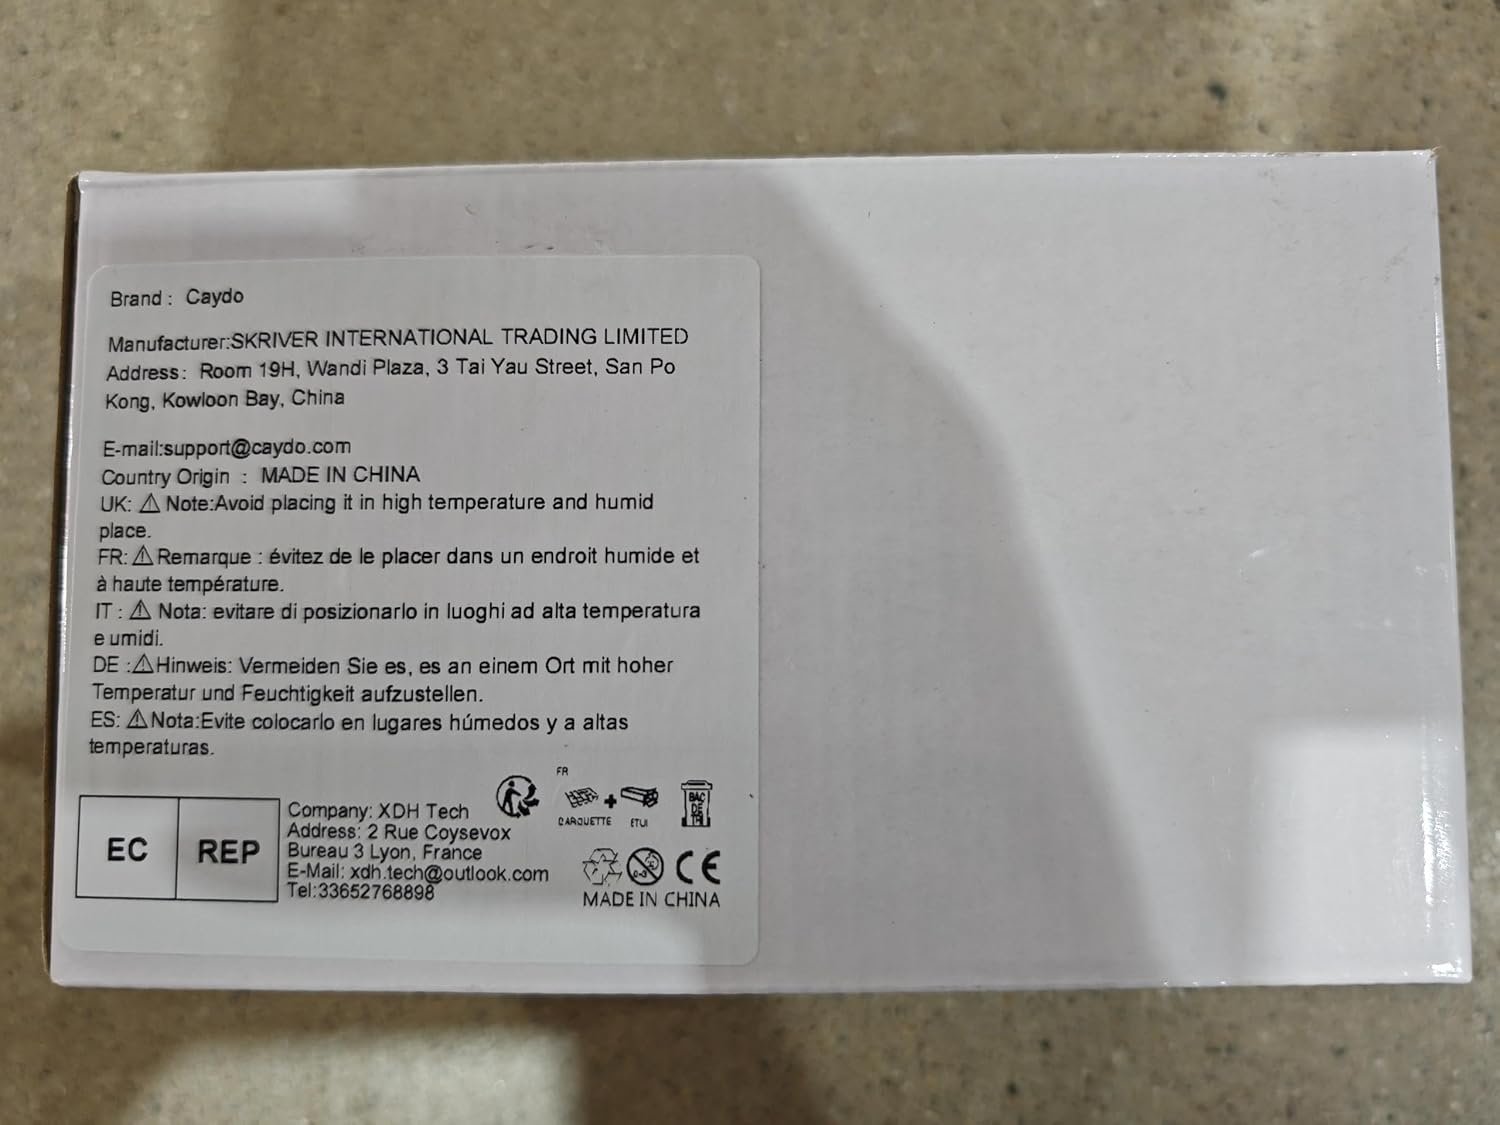 Brand : Caydo
Manufacturer:SKRIVER INTERNATIONAL TRADING LIMITED
Address: Room 19H, Wandi Plaza, 3 Tai Yau Street, San Po
Kong, Kowloon Bay, China
E-mail:support@caydo.com
Country Origin : MADE IN CHINA
UK: ⚠ Note:Avoid placing it in high temperature and humid
place.
FR: ⚠ Remarque : évitez de le placer dans un endroit humide et
à haute température.
IT : ⚠ Nota: evitare di posizionarlo in luoghi ad alta temperatura
e umidi.
DE :⚠Hinweis: Vermeiden Sie es, es an einem Ort mit hoher
Temperatur und Feuchtigkeit aufzustellen.
ES: ⚠Nota:Evite colocarlo en lugares húmedos y a altas
temperaturas.
EC REP
Company: XDH Tech
Address: 2 Rue Coysevox
Bureau 3 Lyon, France
E-Mail: xdh.tech@outlook.com
Tel:33652768898
FR
BARQUETTE + ETUI
BAC
DE
TRI
0-3
CE
MADE IN CHINA